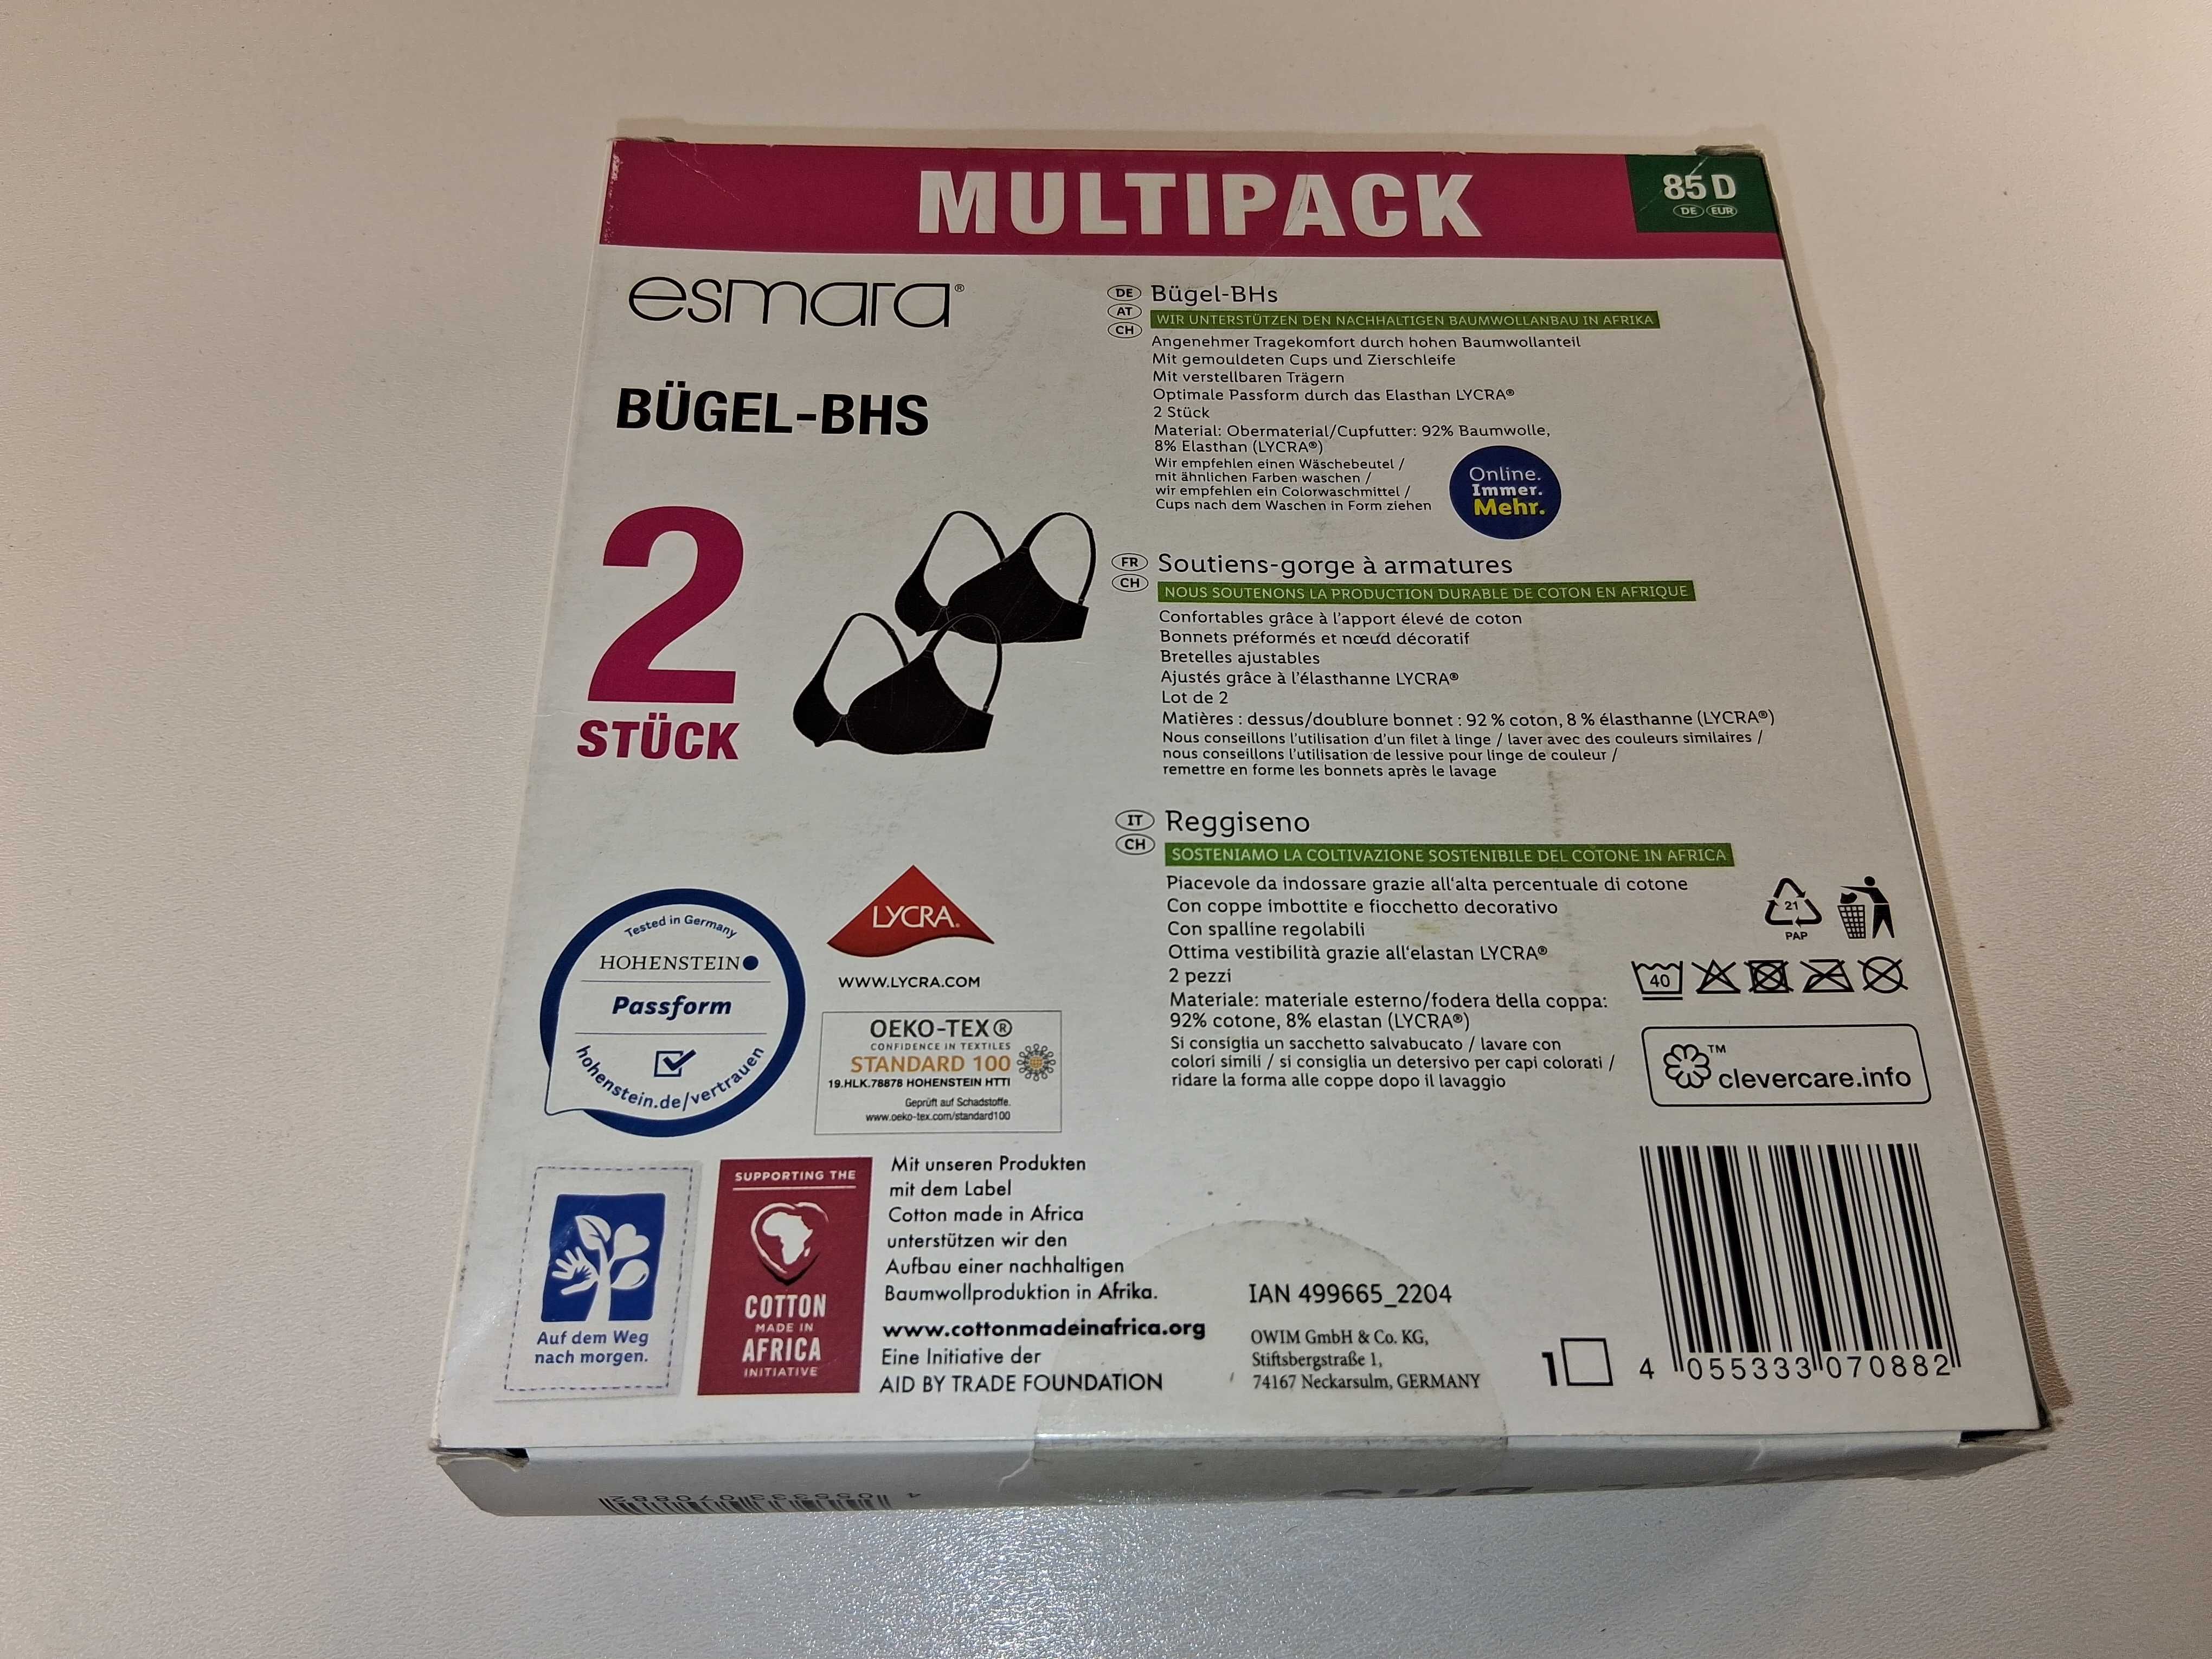 MULTIPACK
85 D
DE EUR
esmara®
BÜGEL-BHS
2
STÜCK
DE
AT
CH
Bügel-BHs
WIR UNTERSTÜTZEN DEN NACHHALTIGEN BAUMWOLLANBAU IN AFRIKA
Angenehmer Tragekomfort durch hohen Baumwollanteil
Mit gemouldeten Cups und Zierschleife
Mit verstellbaren Trägern
Optimale Passform durch das Elasthan LYCRA®
2 Stück
Material: Obermaterial/Cupfutter: 92% Baumwolle,
8% Elasthan (LYCRA®)
Wir empfehlen einen Wäschebeutel /
mit ähnlichen Farben waschen /
wir empfehlen ein Colorwaschmittel /
Cups nach dem Waschen in Form ziehen
Online.
Immer.
Mehr.
FR
CH
Soutiens-gorge à armatures
NOUS SOUTENONS LA PRODUCTION DURABLE DE COTON EN AFRIQUE
Confortables grâce à l'apport élevé de coton
Bonnets préformés et nœud décoratif
Bretelles ajustables
Ajustés grâce à l'élasthanne LYCRA®
Lot de 2
Matières : dessus/doublure bonnet : 92 % coton, 8 % élasthanne (LYCRA®)
Nous conseillons l'utilisation d'un filet à linge / laver avec des couleurs similaires /
nous conseillons l'utilisation de lessive pour linge de couleur /
remettre en forme les bonnets après le lavage
IT
CH
Reggiseno
SOSTENIAMO LA COLTIVAZIONE SOSTENIBILE DEL COTONE IN AFRICA
Piacevole da indossare grazie all'alta percentuale di cotone
Con coppe imbottite e fiocchetto decorativo
Con spalline regolabili
Ottima vestibilità grazie all'elastan LYCRA®
2 pezzi
Materiale: materiale esterno/fodera della coppa:
92% cotone, 8% elastan (LYCRA®)
Si consiglia un sacchetto salvabucato / lavare con
colori simili / si consiglia un detersivo per capi colorati /
ridare la forma alle coppe dopo il lavaggio
21
PAP
40
™
clevercare.info
Tested in Germany
HOHENSTEIN
Passform
hohenstein.de/vertrauen
LYCRA®
WWW.LYCRA.COM
OEKO-TEX®
CONFIDENCE IN TEXTILES
STANDARD 100
19.HLK.78878 HOHENSTEIN HTTI
Geprüft auf Schadstoffe.
www.oeko-tex.com/standard100
Auf dem Weg
nach morgen.
SUPPORTING THE
COTTON
MADE IN
AFRICA
INITIATIVE
Mit unseren Produkten
mit dem Label
Cotton made in Africa
unterstützen wir den
Aufbau einer nachhaltigen
Baumwollproduktion in Afrika.
www.cottonmadeinafrica.org
Eine Initiative der
AID BY TRADE FOUNDATION
IAN 499665_2204
OWIM GmbH & Co. KG,
Stiftsbergstraße 1,
74167 Neckarsulm, GERMANY
1
4 055333 070882
4 055333 070882